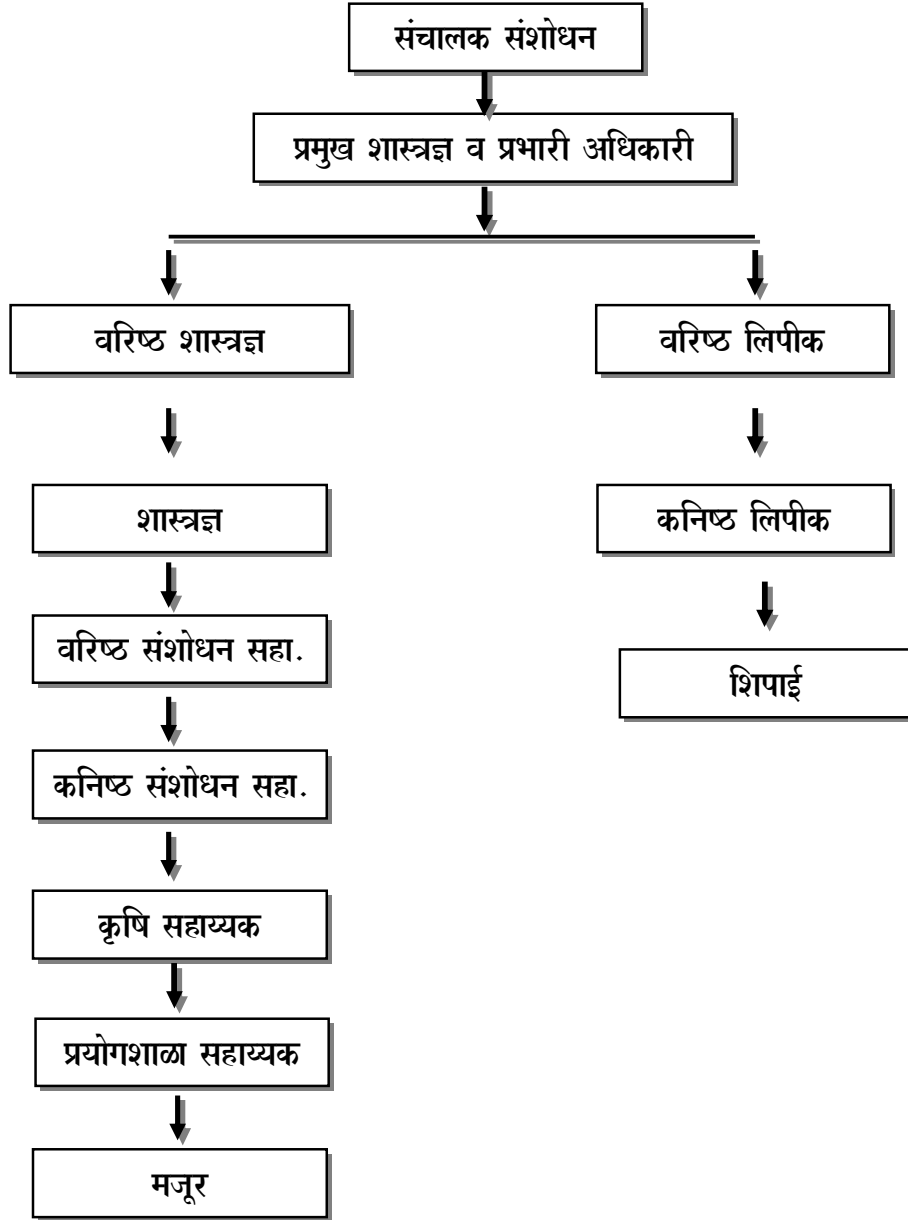 संचालक संशोधन
प्रमुख शास्त्रज्ञ व प्रभारी अधिकारी
वरिष्ठ शास्त्रज्ञ
वरिष्ठ लिपीक
शास्त्रज्ञ
कनिष्ठ लिपीक
वरिष्ठ संशोधन सहा.
शिपाई
कनिष्ठ संशोधन सहा.
कृषि सहाय्यक
प्रयोगशाळा सहाय्यक
मजूर